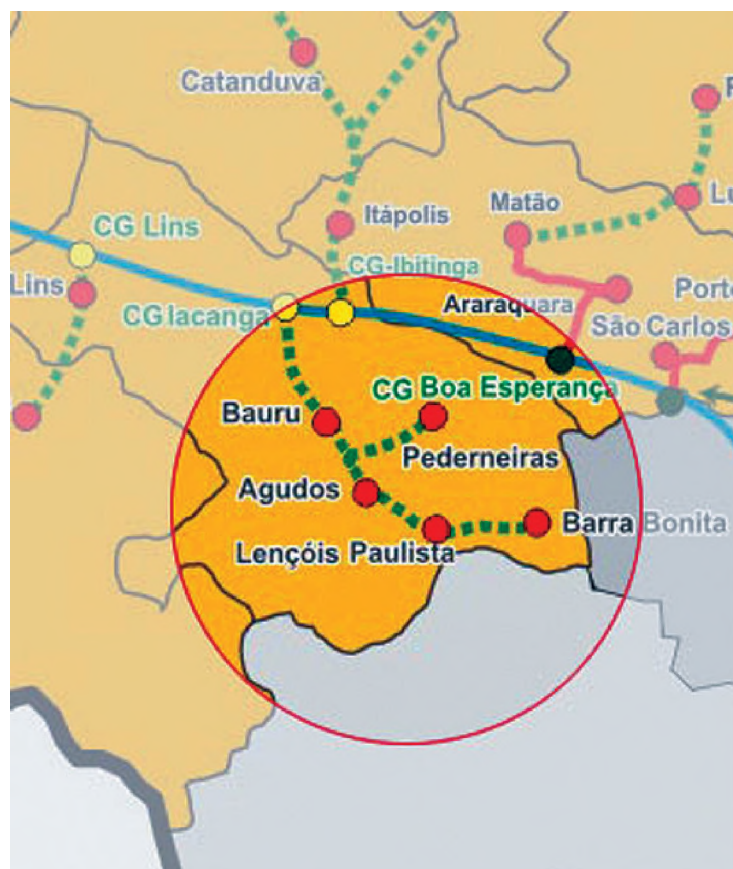 Catanduva
Itápolis
Matão
CG Lins
CG-Ibitinga
Lins
CG Iacanga
Araraquara
Porto
São Carlos
CG Boa Esperança
Bauru
Pederneiras
Agudos
Barra Bonita
Lençóis Paulista